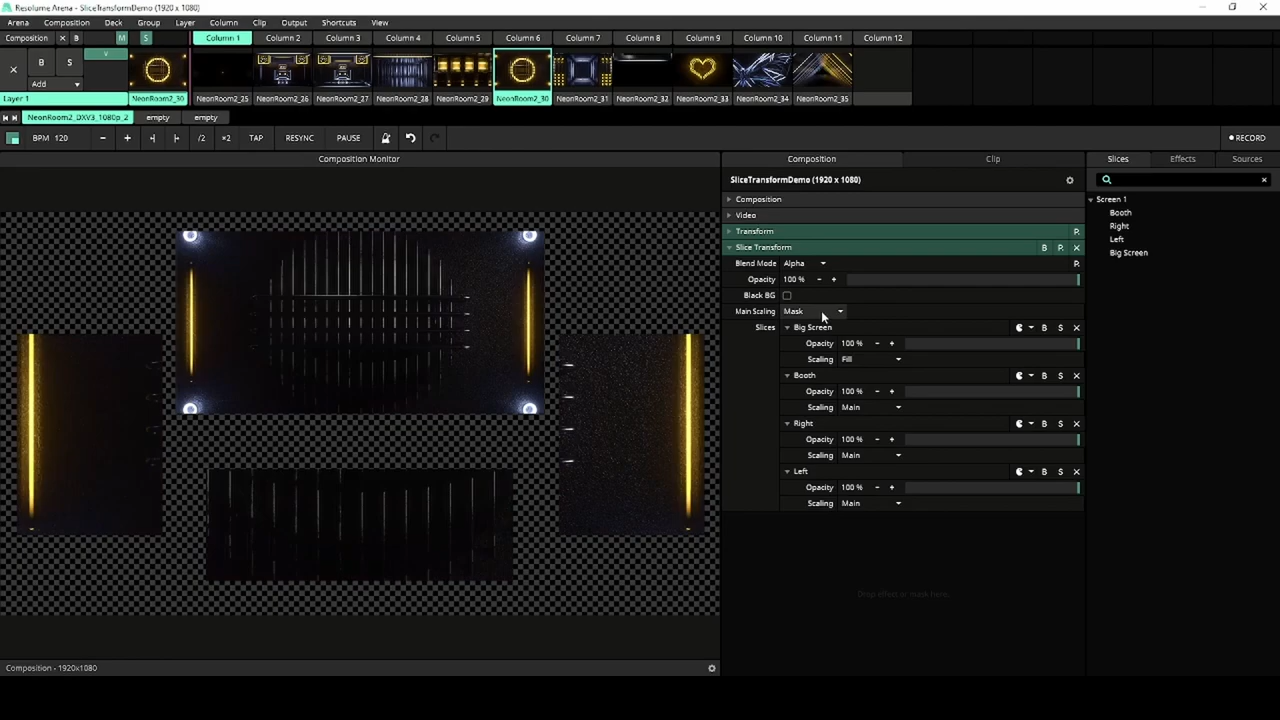 Resolume Arena - SliceTransformDemo (1920 x 1080)
Arena Composition Deck Group Layer Column Clip Output Shortcuts View
Composition X B M S Column 1 Column 2 Column 3 Column 4 Column 5 Column 6 Column 7 Column 8 Column 9 Column 10 Column 11 Column 12
V
X B S
Add
Layer 1 NeonRoom2_30 NeonRoom2_25 NeonRoom2_26 NeonRoom2_27 NeonRoom2_28 NeonRoom2_29 NeonRoom2_30 NeonRoom2_31 NeonRoom2_32 NeonRoom2_33 NeonRoom2_34 NeonRoom2_35
NeonRoom2_DXV3_1080p_2 empty empty
BPM 120 - + /2 ×2 TAP RESYNC PAUSE RECORD
Composition Monitor Composition Clip Slices Effects Sources
SliceTransformDemo (1920 x 1080)
Composition
Video
Transform P.
Slice Transform B P. X
Blend Mode Alpha P.
Opacity 100 % - +
Black BG
Main Scaling Mask
Slices Big Screen B S X
Opacity 100 % - +
Scaling Fill
Booth B S X
Opacity 100 % - +
Scaling Main
Right B S X
Opacity 100 % - +
Scaling Main
Left B S X
Opacity 100 % - +
Scaling Main
Drop effect or mask here.
Screen 1
Booth
Right
Left
Big Screen
Composition - 1920x1080